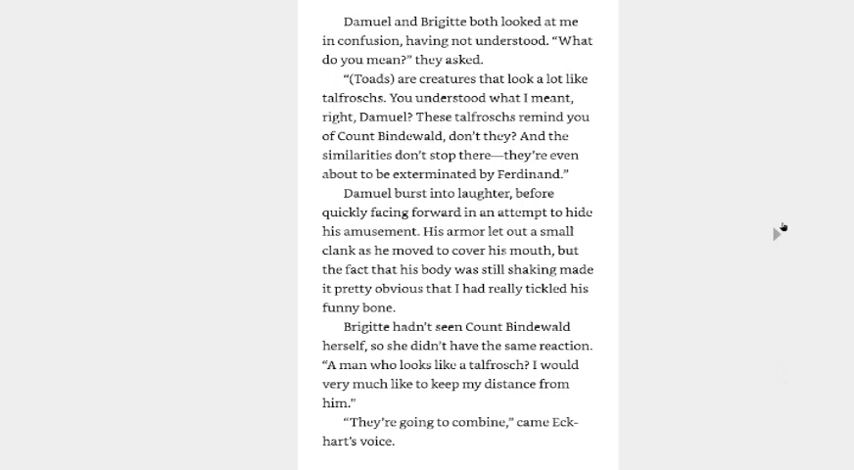 Damuel and Brigitte both looked at me
in confusion, having not understood. “What
do you mean?” they asked.
“(Toads) are creatures that look a lot like
talfroschs. You understood what I meant,
right, Damuel? These talfroschs remind you
of Count Bindewald, don’t they? And the
similarities don’t stop there—they’re even
about to be exterminated by Ferdinand.”
Damuel burst into laughter, before
quickly facing forward in an attempt to hide
his amusement. His armor let out a small
clank as he moved to cover his mouth, but
the fact that his body was still shaking made
it pretty obvious that I had really tickled his
funny bone.
Brigitte hadn’t seen Count Bindewald
herself, so she didn’t have the same reaction.
“A man who looks like a talfrosch? I would
very much like to keep my distance from
him.”
“They’re going to combine,” came Eck-
hart’s voice.